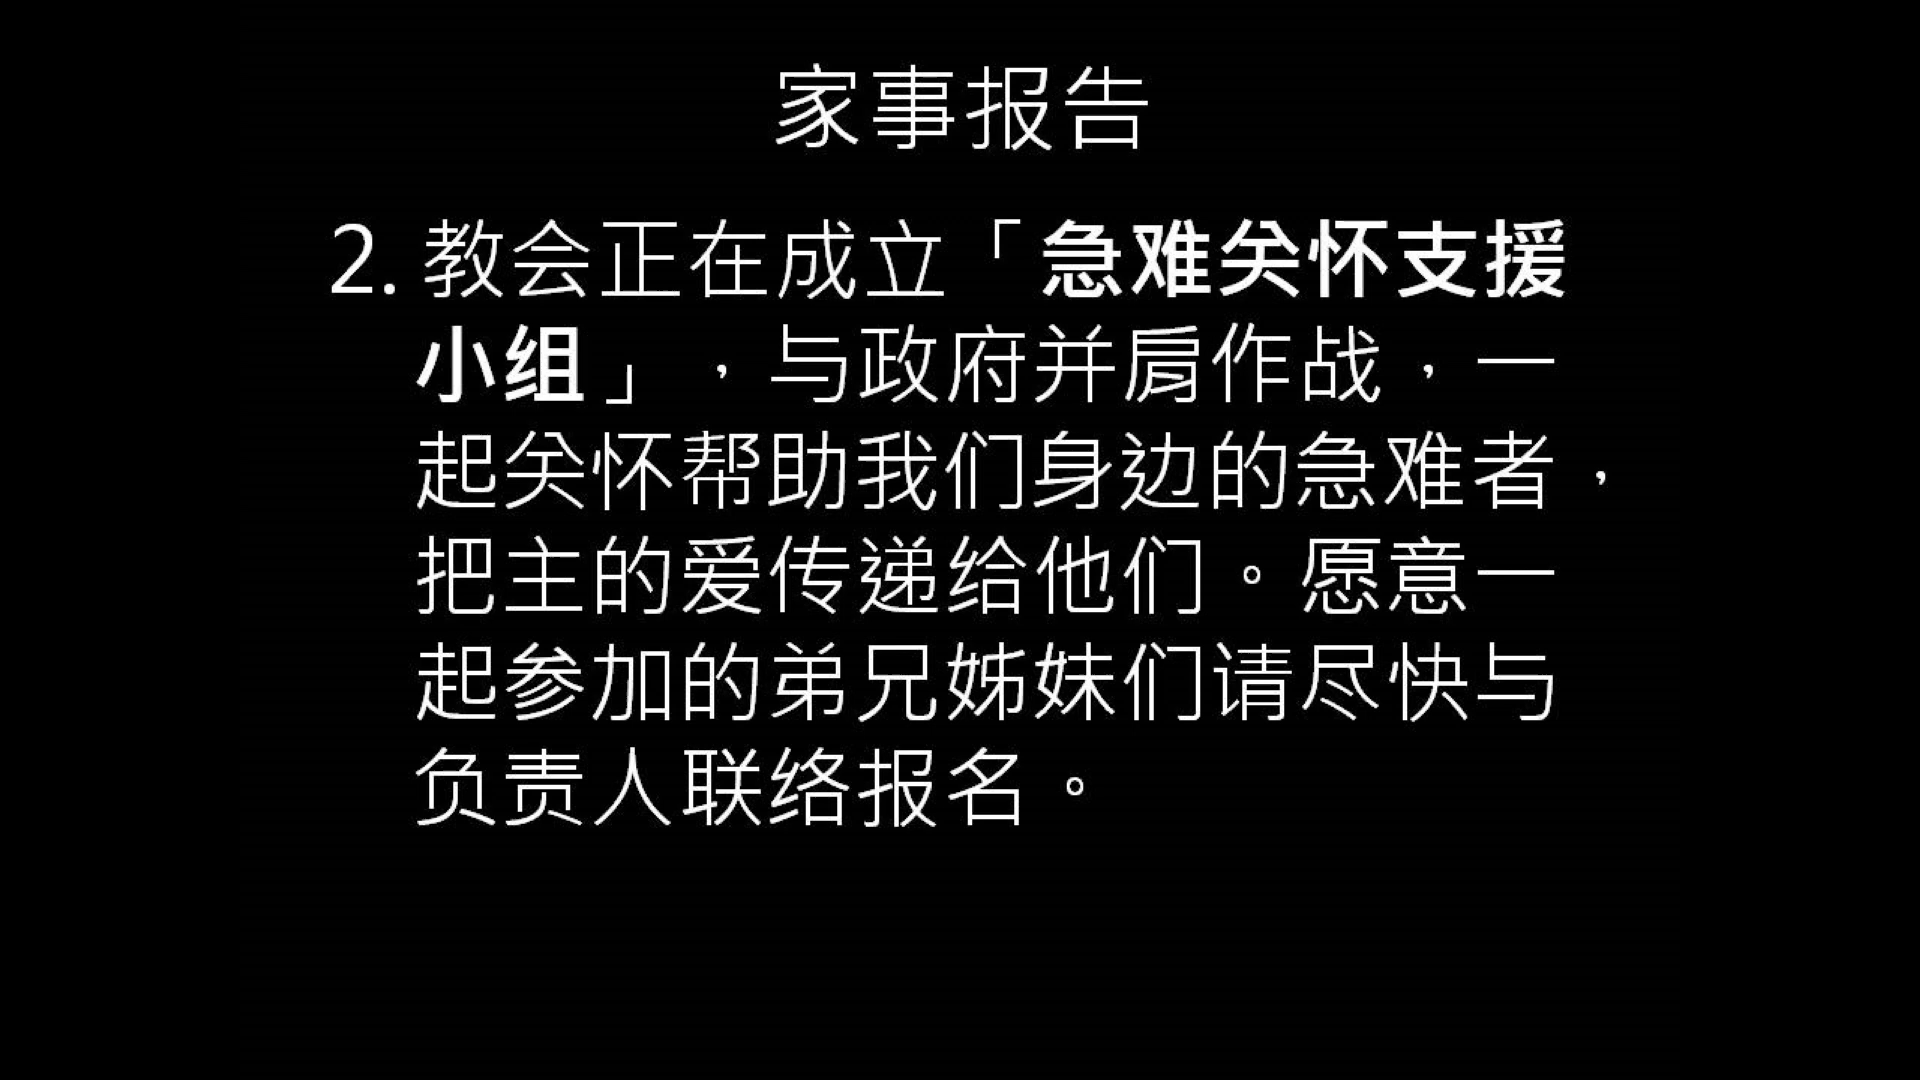 家事报告
2. 教会正在成立「急难关怀支援
小组」，与政府并肩作战，一
起关怀帮助我们身边的急难者，
把主的爱传递给他们。愿意一
起参加的弟兄姊妹们请尽快与
负责人联络报名。